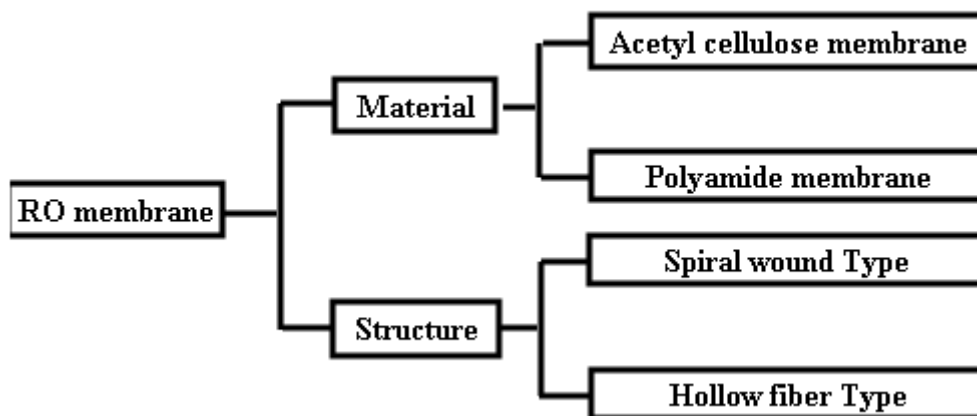 RO membrane
Material
Acetyl cellulose membrane
Polyamide membrane
Structure
Spiral wound Type
Hollow fiber Type